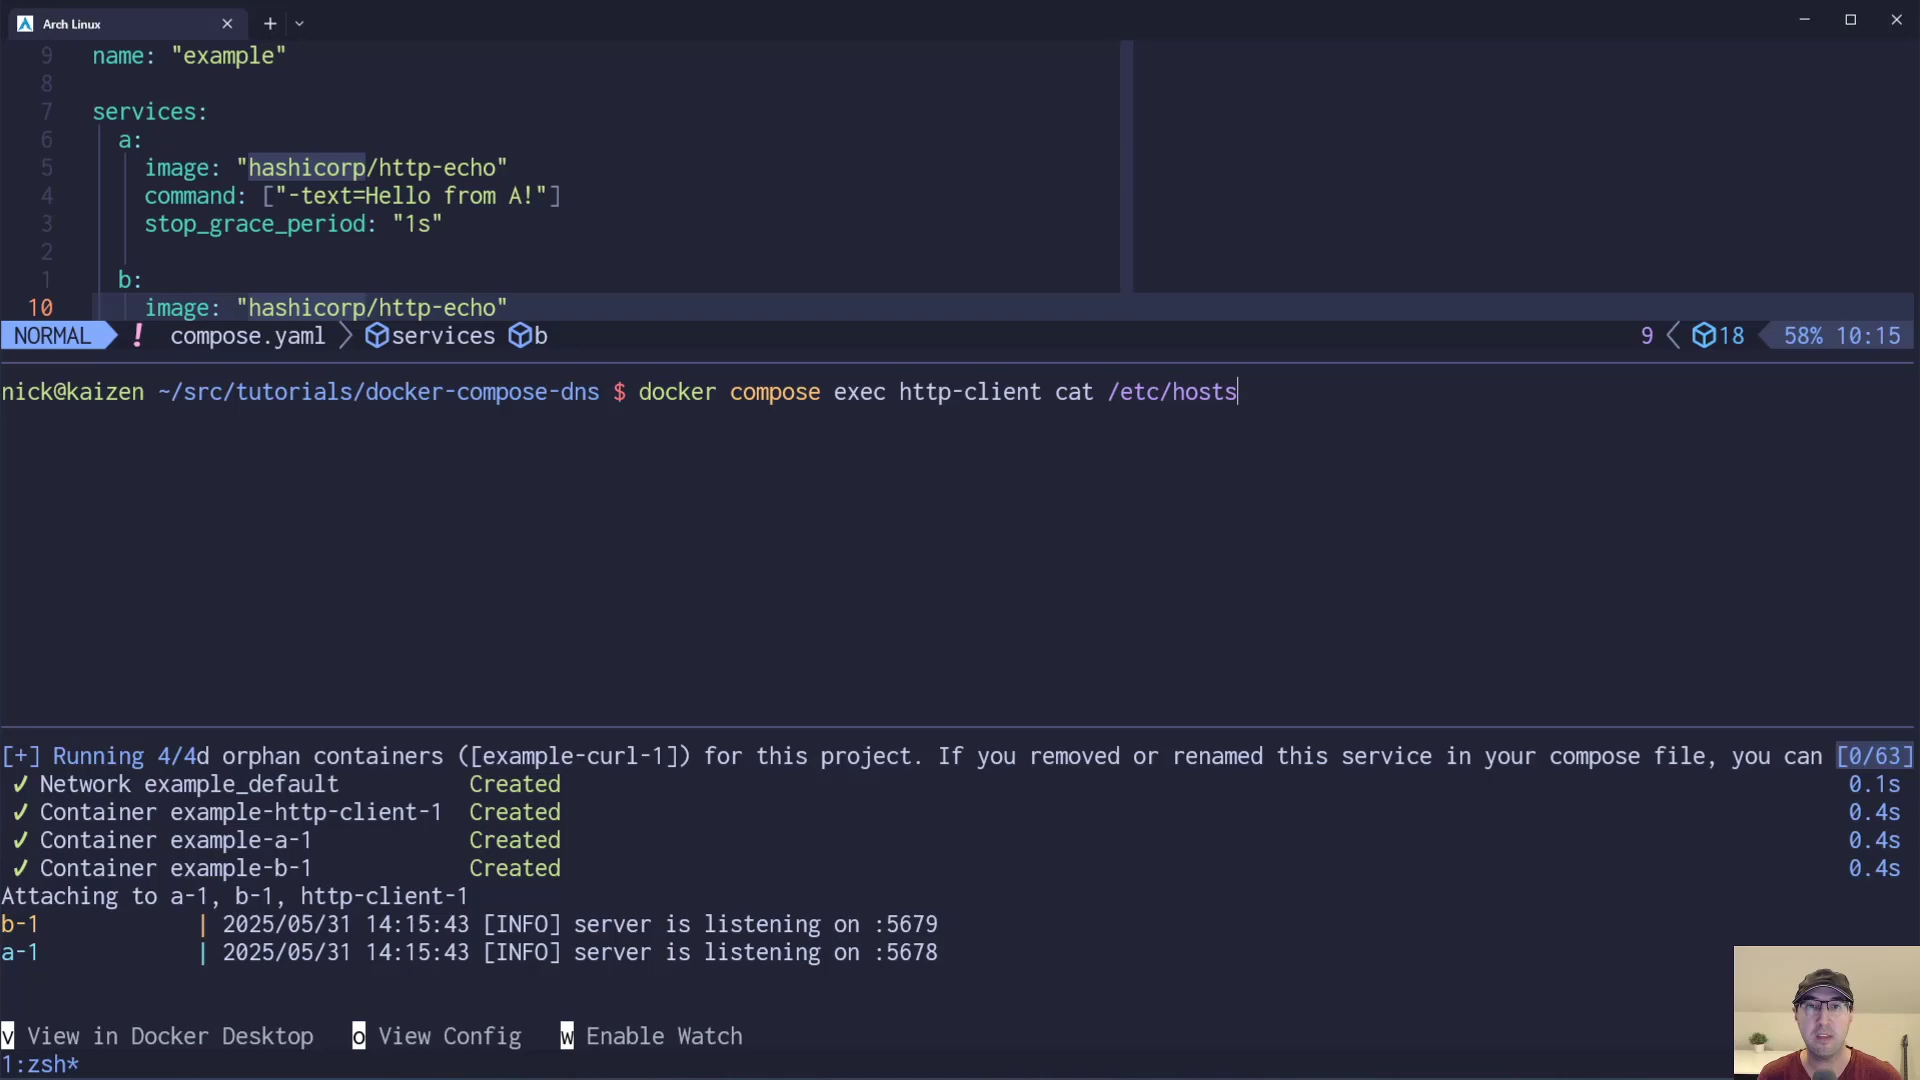 Arch Linux
9 name: "example"
8
7 services:
6 a:
5 image: "hashicorp/http-echo"
4 command: ["-text=Hello from A!"]
3 stop_grace_period: "1s"
2
1 b:
10 image: "hashicorp/http-echo"
NORMAL ! compose.yaml services b 9 18 58% 10:15
nick@kaizen ~/src/tutorials/docker-compose-dns $ docker compose exec http-client cat /etc/hosts
[+] Running 4/4d orphan containers ([example-curl-1]) for this project. If you removed or renamed this service in your compose file, you can [0/63]
✓ Network example_default Created 0.1s
✓ Container example-http-client-1 Created 0.4s
✓ Container example-a-1 Created 0.4s
✓ Container example-b-1 Created 0.4s
Attaching to a-1, b-1, http-client-1
b-1 | 2025/05/31 14:15:43 [INFO] server is listening on :5679
a-1 | 2025/05/31 14:15:43 [INFO] server is listening on :5678
v View in Docker Desktop o View Config w Enable Watch
1:zsh*